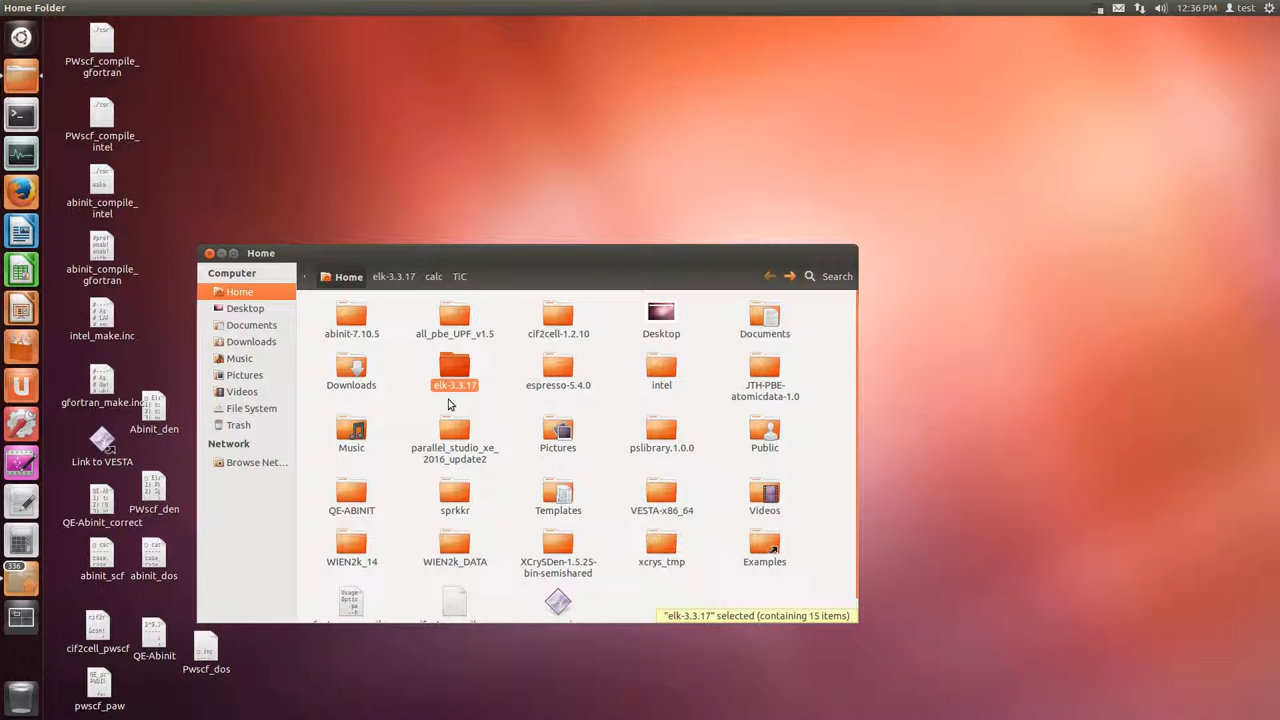 Home Folder
12:36 PM
test
PWscf_compile_
gfortran
PWscf_compile_
intel
abinit_compile_
intel
abinit_compile_
gfortran
intel_make.inc
gfortran_make.inc
Abinit_den
Link to VESTA
PWscf_den
QE-Abinit_correct
abinit_scf
abinit_dos
cif2cell_pwscf
QE-Abinit
Pwscf_dos
pwscf_paw
336
Home
Computer
Home
Desktop
Documents
Downloads
Music
Pictures
Videos
File System
Trash
Network
Browse Net...
Home
elk-3.3.17
calc
TiC
Search
abinit-7.10.5
all_pbe_UPF_v1.5
cif2cell-1.2.10
Desktop
Documents
Downloads
elk-3.3.17
espresso-5.4.0
intel
JTH-PBE-
atomicdata-1.0
Music
parallel_studio_xe_
2016_update2
Pictures
pslibrary.1.0.0
Public
QE-ABINIT
sprkkr
Templates
VESTA-x86_64
Videos
WIEN2k_14
WIEN2k_DATA
XCrySDen-1.5.25-
bin-semishared
xcrys_tmp
Examples
"elk-3.3.17" selected (containing 15 items)